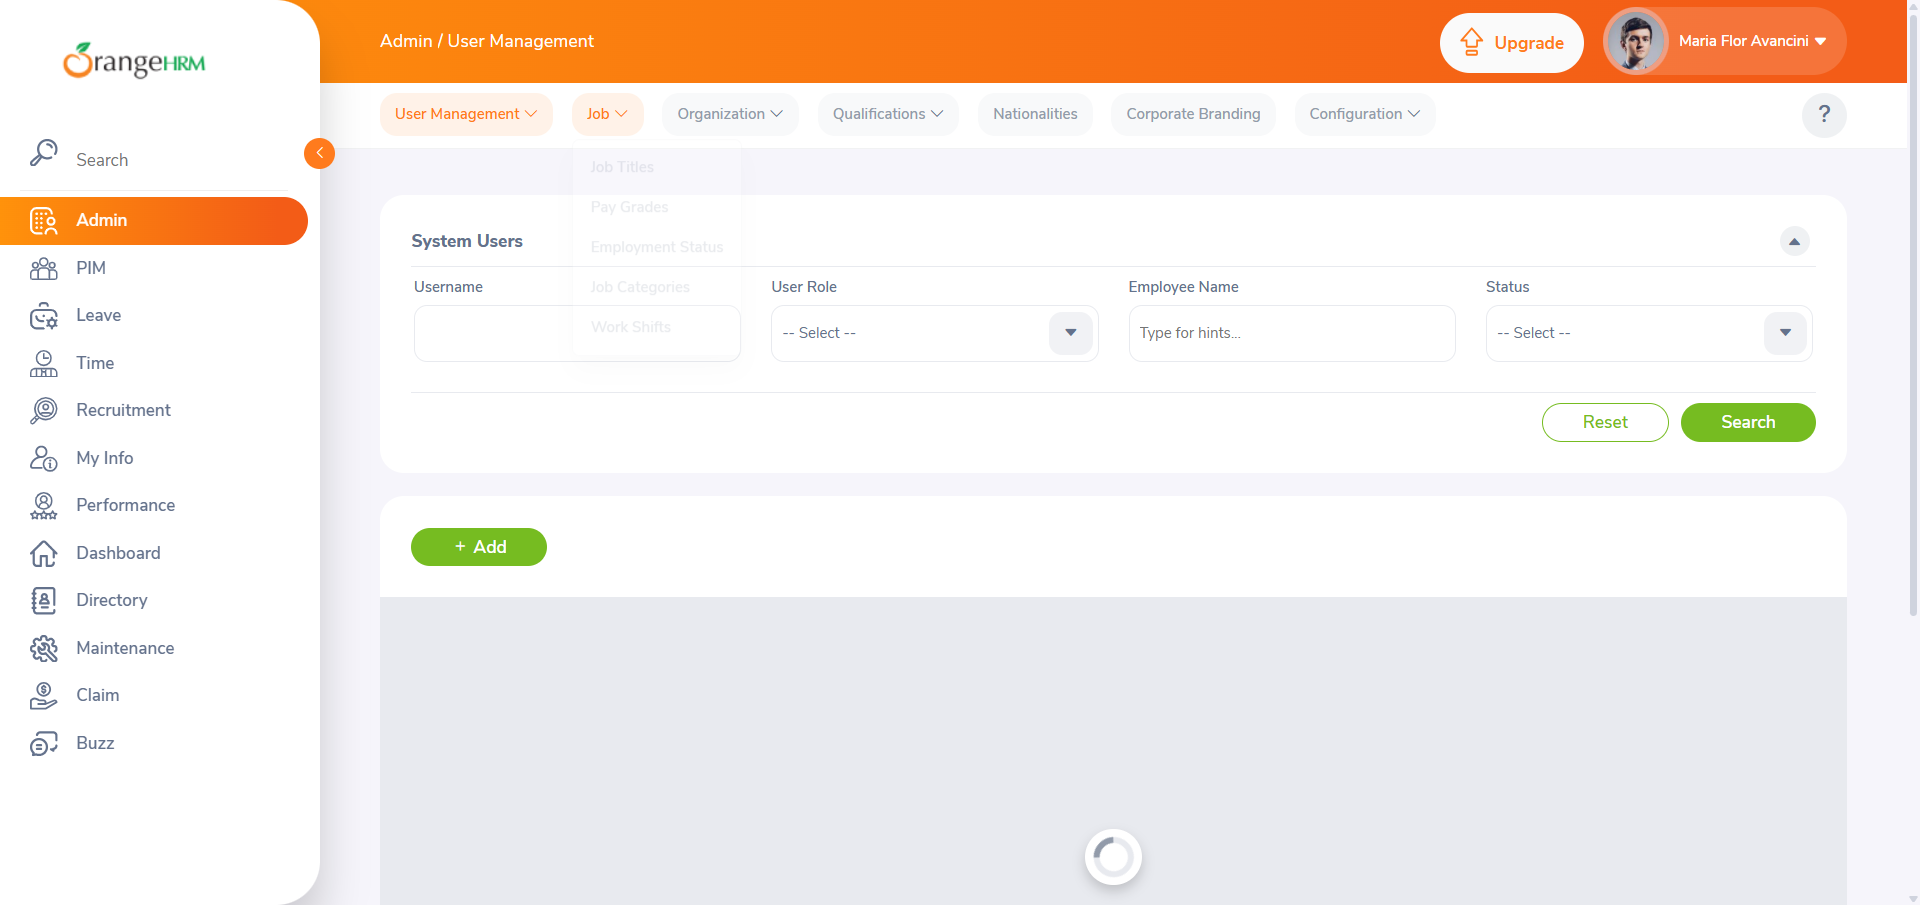 OrangeHRM
Admin / User Management
Upgrade
Maria Flor Avancini
User Management
Job
Organization
Qualifications
Nationalities
Corporate Branding
Configuration
?
Search
Admin
PIM
Leave
Time
Recruitment
My Info
Performance
Dashboard
Directory
Maintenance
Claim
Buzz
Job Titles
Pay Grades
Employment Status
Job Categories
Work Shifts
System Users
Username
User Role
-- Select --
Employee Name
Type for hints...
Status
-- Select --
Reset
Search
+ Add